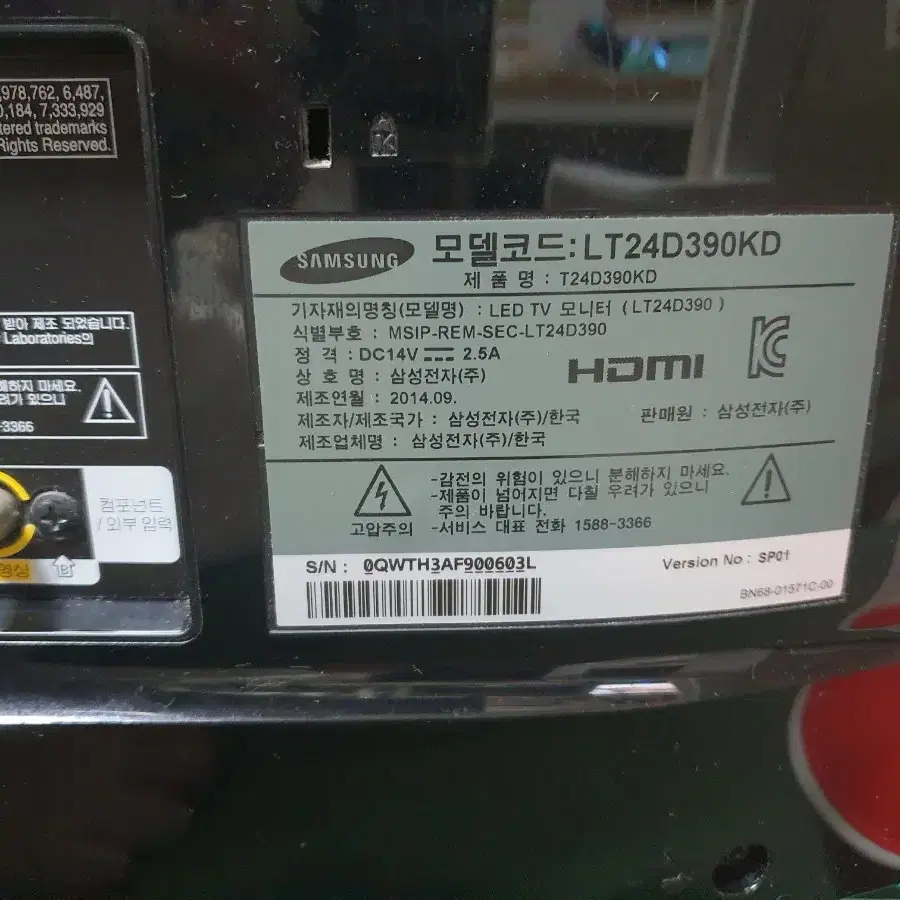 ,978,762, 6,487,
0,184, 7,333,929
tered trademarks
Rights Reserved.
받아 제조 되었습니다.
Laboratories의
해하지 마세요.
려가 있으니
-3366
컴포넌트
/ 외부 입력
영상
SAMSUNG
모델코드: LT24D390KD
제 품 명 : T24D390KD
기자재의명칭(모델명) : LED TV 모니터 ( LT24D390 )
식별부호 : MSIP-REM-SEC-LT24D390
정 격 : DC14V 2.5A
상 호 명 : 삼성전자(주)
제조연월 : 2014.09.
제조자/제조국가 : 삼성전자(주)/한국
제조업체명 : 삼성전자(주)/한국
HDMI
판매원 : 삼성전자(주)
고압주의
-감전의 위험이 있으니 분해하지 마세요.
-제품이 넘어지면 다칠 우려가 있으니
주의 바랍니다.
-서비스 대표 전화 1588-3366
S/N : 0QWTH3AF900603L
Version No : SP01
BN68-01571C-00